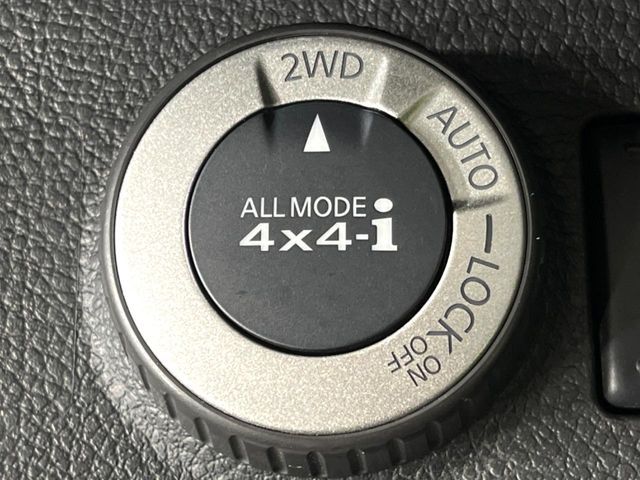 2WD
AUTO
LOCK
ON
OFF
ALL MODE
4x4-i